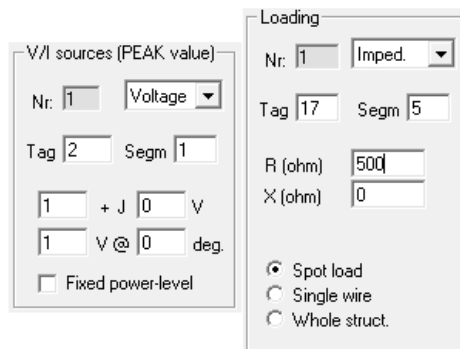 V/I sources (PEAK value)
Nr: 1 Voltage
Tag 2 Segm 1
1 + J 0 V
1 V @ 0 deg.
Fixed power-level
Loading
Nr: 1 Imped.
Tag 17 Segm 5
R (ohm) 500
X (ohm) 0
Spot load
Single wire
Whole struct.